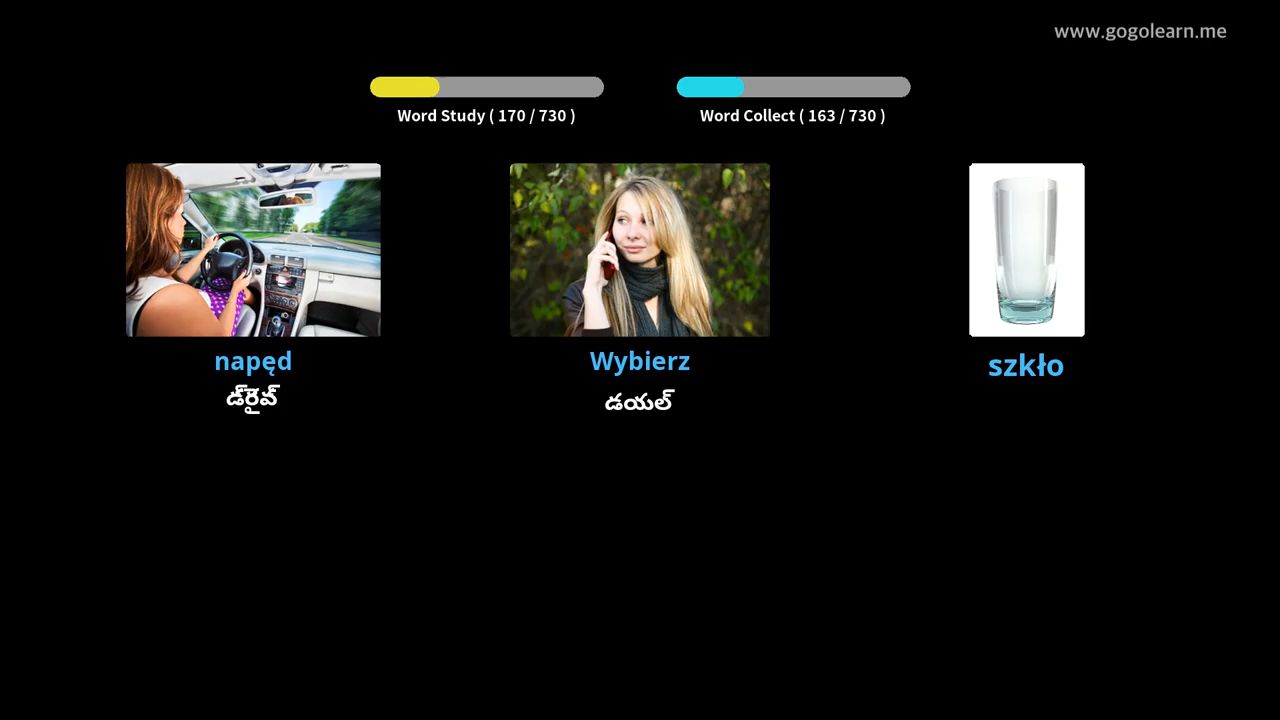 www.gogolearn.me
Word Study ( 170 / 730 )
Word Collect ( 163 / 730 )
napęd
Wybierz
szkło
డ్రైవ్
డయల్